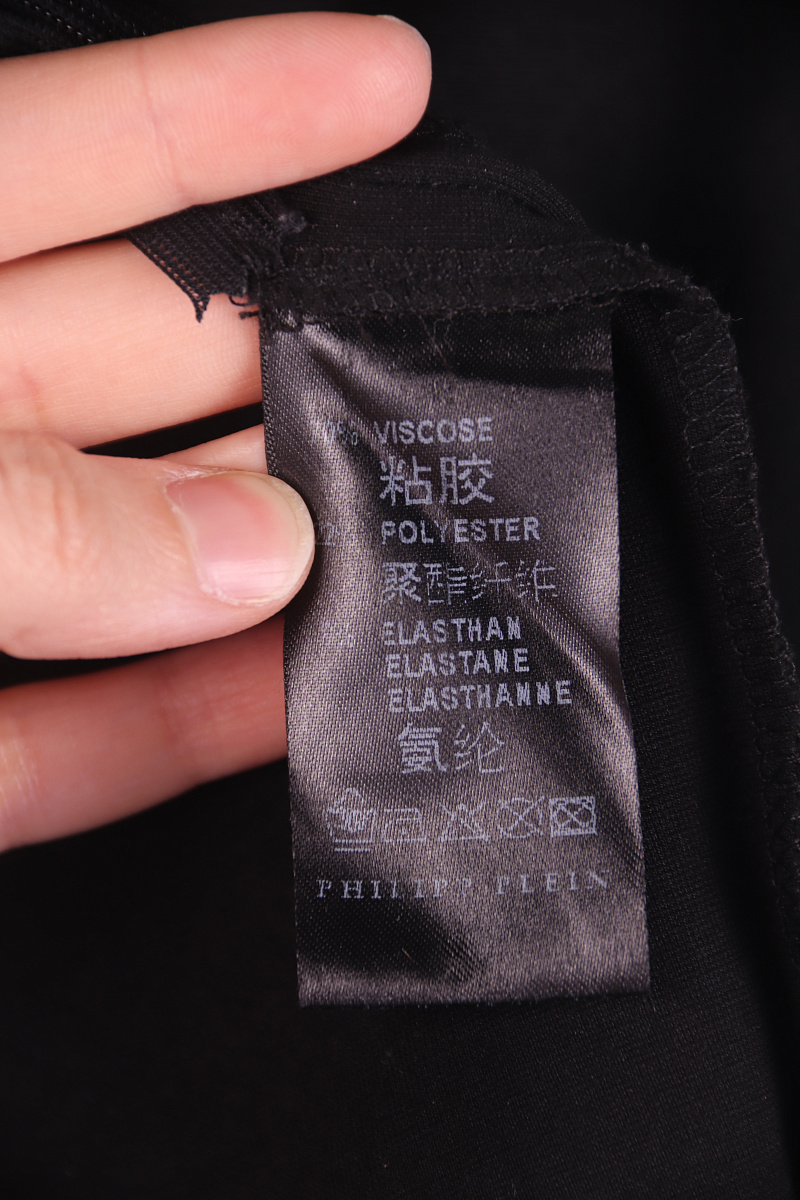 VISCOSE
粘胶
POLYESTER
聚酯纤维
ELASTHAN
ELASTANE
ELASTHANNE
氨纶
PHILIPP PLEIN